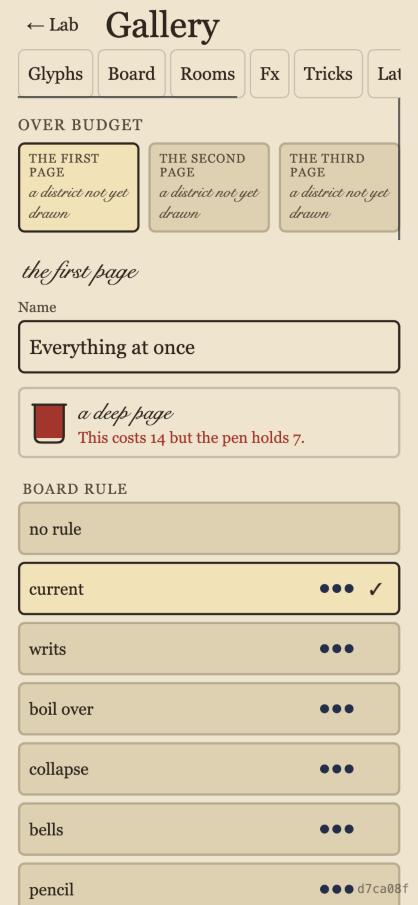 ← Lab Gallery
Glyphs Board Rooms Fx Tricks Lat
OVER BUDGET
THE FIRST PAGE
a district not yet drawn
THE SECOND PAGE
a district not yet drawn
THE THIRD PAGE
a district not yet drawn
the first page
Name
Everything at once
a deep page
This costs 14 but the pen holds 7.
BOARD RULE
no rule
current ✓
writs
boil over
collapse
bells
pencil
d7ca08f